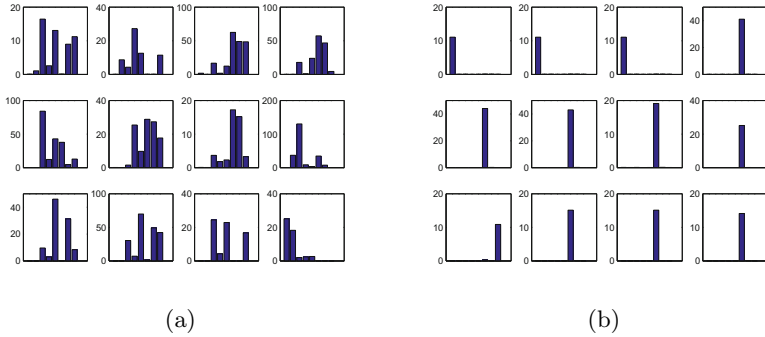 20 40 100 100 20 20 20 40
10 20 50 50 10 10 10 20
0 0 0 0 0 0 0 0
100 40 20 200 40 40 20 40
50 20 10 100 20 20 10 20
0 0 0 0 0 0 0 0
40 100 40 40 20 20 20 20
20 50 20 20 10 10 10 10
0 0 0 0 0 0 0 0
(a) (b)